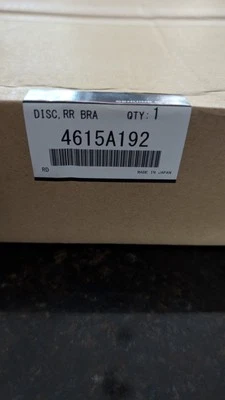 DISC,RR BRA QTY: 1
4615A192
RD MADE IN JAPAN